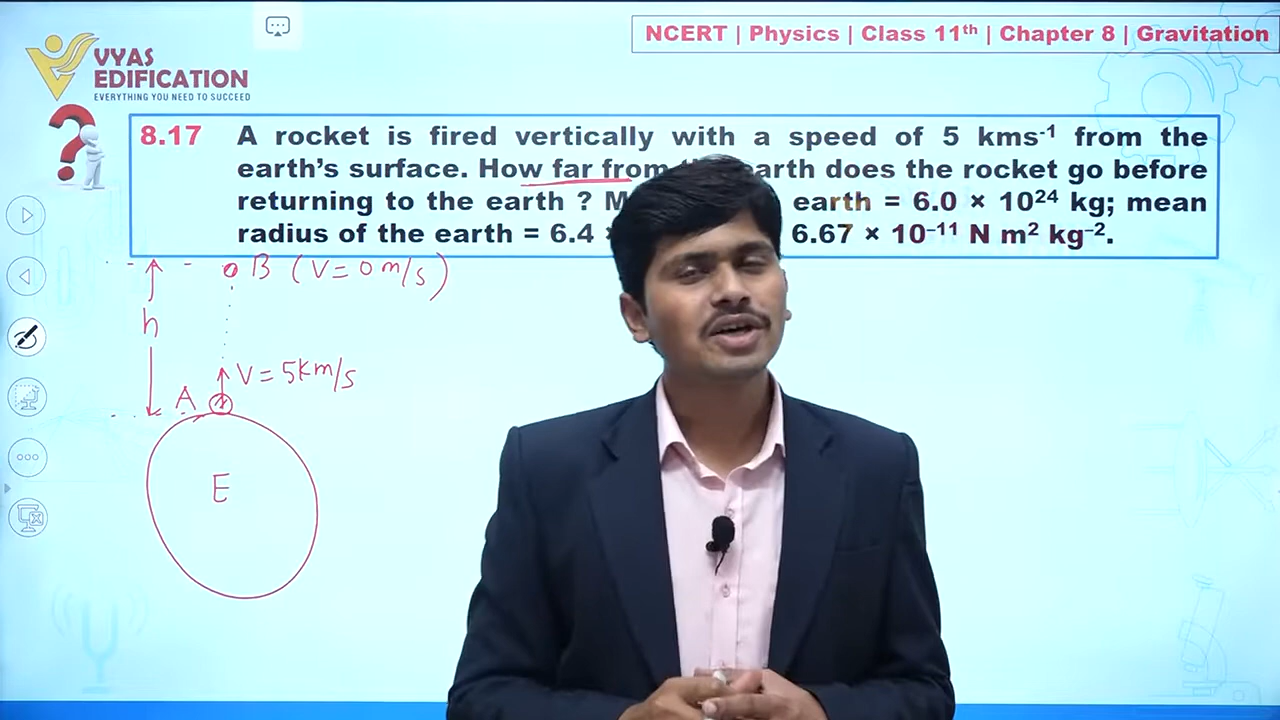 NCERT | Physics | Class 11th | Chapter 8 | Gravitation
VYAS
EDIFICATION
EVERYTHING YOU NEED TO SUCCEED
8.17 A rocket is fired vertically with a speed of 5 kms⁻¹ from the
earth's surface. How far from earth does the rocket go before
returning to the earth ? earth = 6.0 × 10²⁴ kg; mean
radius of the earth = 6.4 6.67 × 10⁻¹¹ N m² kg⁻².
B (V = 0 m/s)
h
V = 5km/s
A
E